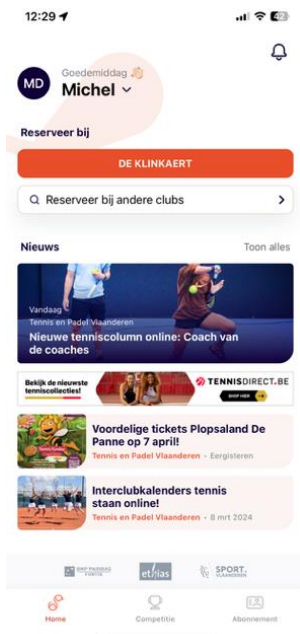 12:29
MD
Goedemiddag
Michel
Reserveer bij
DE KLINKAERT
Reserveer bij andere clubs
Nieuws
Toon alles
Vandaag
Tennis en Padel Vlaanderen
Nieuwe tenniscolumn online: Coach van
de coaches
Bekijk de nieuwste
tenniscollecties!
TENNISDIRECT.BE
SHOP HIER
Voordelige tickets Plopsaland De
Panne op 7 april!
Tennis en Padel Vlaanderen - Eergisteren
Interclubkalenders tennis
staan online!
Tennis en Padel Vlaanderen - 8 mrt 2024
BNP PARIBAS
FORTIS
ethias
SPORT.
VLAANDEREN
Home
Competitie
Abonnement